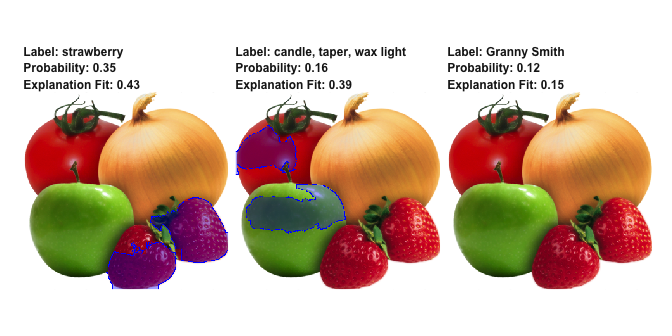 Label: strawberry
Probability: 0.35
Explanation Fit: 0.43
Label: candle, taper, wax light
Probability: 0.16
Explanation Fit: 0.39
Label: Granny Smith
Probability: 0.12
Explanation Fit: 0.15